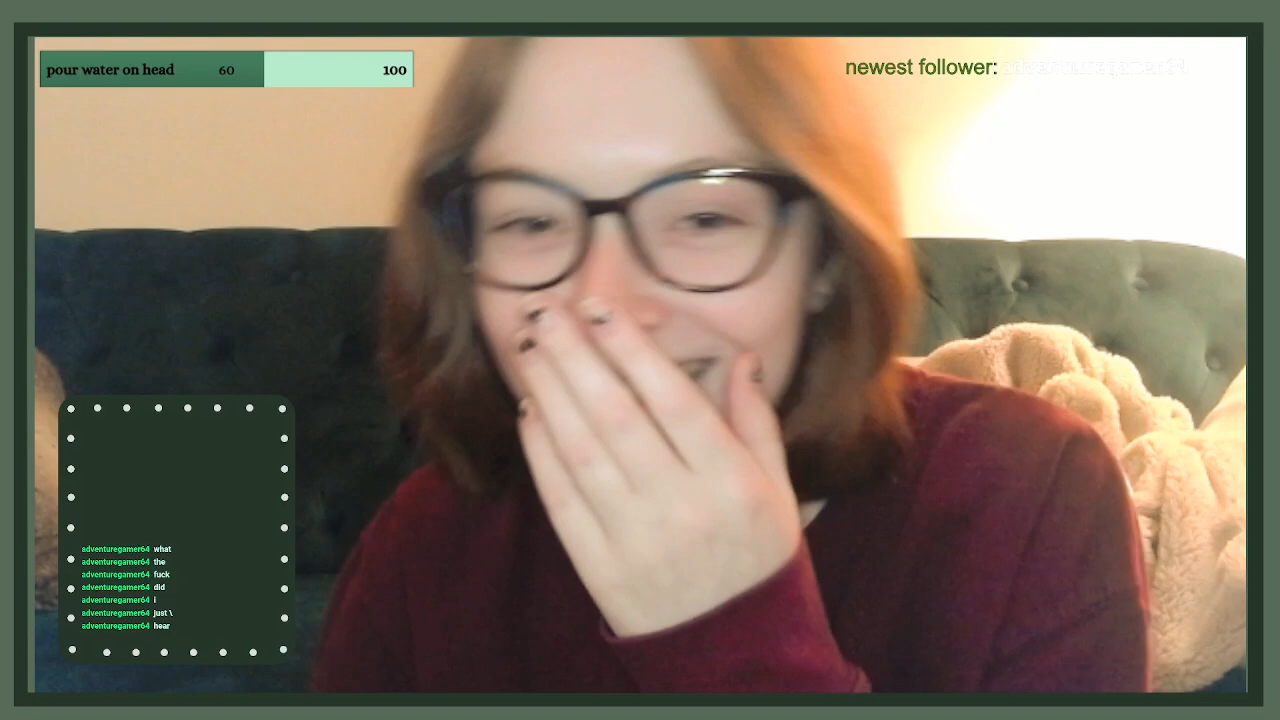 pour water on head 60 100
newest follower: adventuregamer64
adventuregamer64 what
adventuregamer64 the
adventuregamer64 fuck
adventuregamer64 did
adventuregamer64 i
adventuregamer64 just \
adventuregamer64 hear